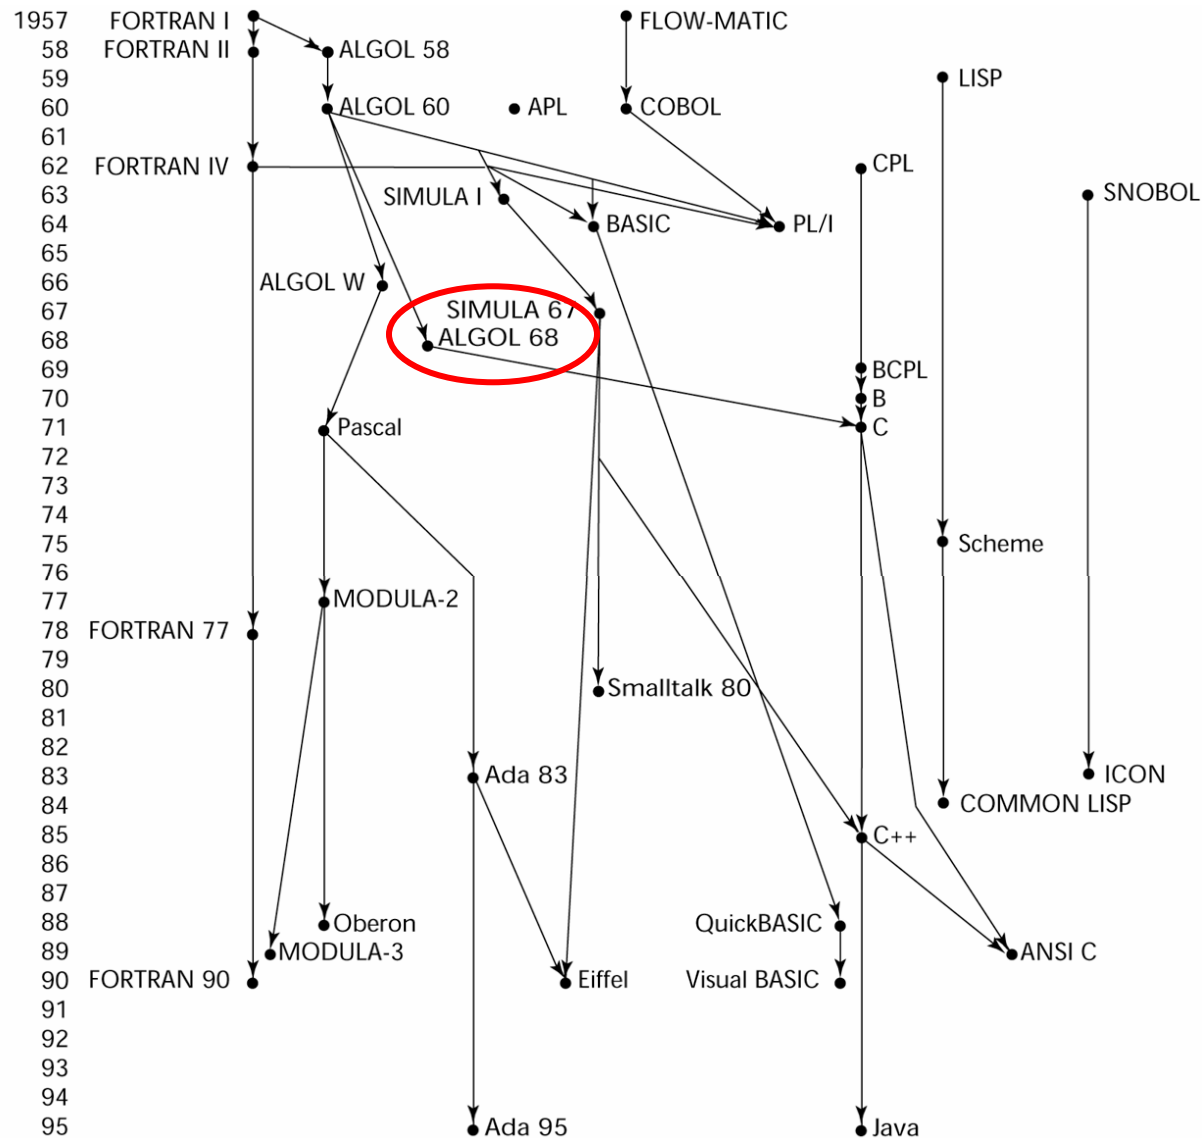 1957 FORTRAN I FLOW-MATIC
58 FORTRAN II ALGOL 58
59 LISP
60 ALGOL 60 APL COBOL
61
62 FORTRAN IV CPL
63 SIMULA I SNOBOL
64 BASIC PL/I
65
66 ALGOL W
67 SIMULA 67
68 ALGOL 68
69 BCPL
70 B
71 Pascal C
72
73
74
75 Scheme
76
77 MODULA-2
78 FORTRAN 77
79
80 Smalltalk 80
81
82
83 Ada 83 ICON
84 COMMON LISP
85 C++
86
87
88 Oberon QuickBASIC
89 MODULA-3 ANSI C
90 FORTRAN 90 Eiffel Visual BASIC
91
92
93
94
95 Ada 95 Java